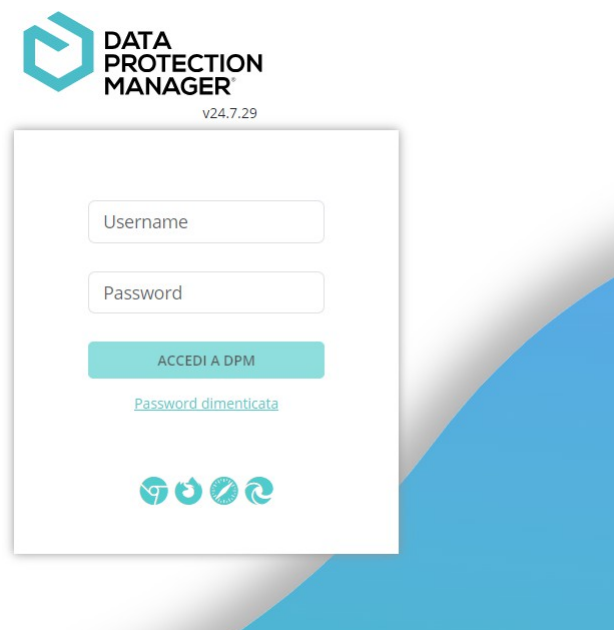 DATA
PROTECTION
MANAGER®
v24.7.29
Username
Password
ACCEDI A DPM
Password dimenticata